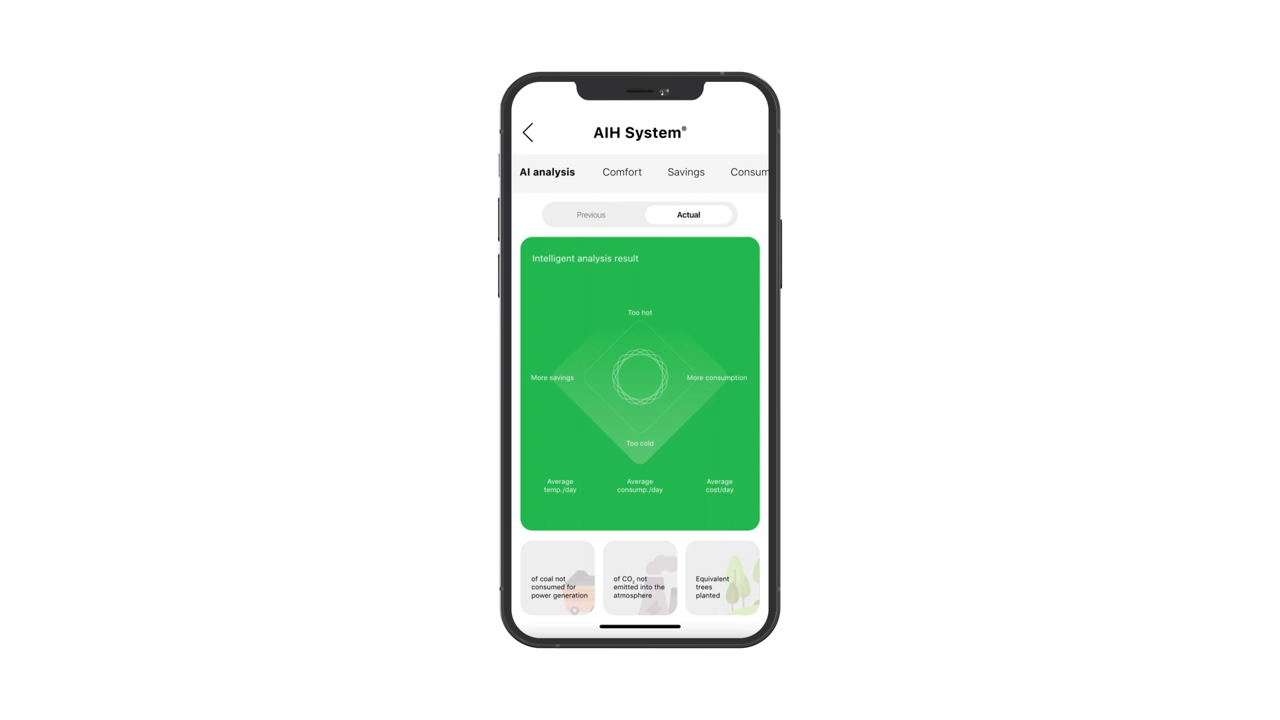 AIH System®
AI analysis Comfort Savings Consum
Previous Actual
Intelligent analysis result
Too hot
More savings More consumption
Too cold
Average
temp./day
Average
consump./day
Average
cost/day
of coal not
consumed for
power generation
of CO₂ not
emitted into the
atmosphere
Equivalent
trees
planted